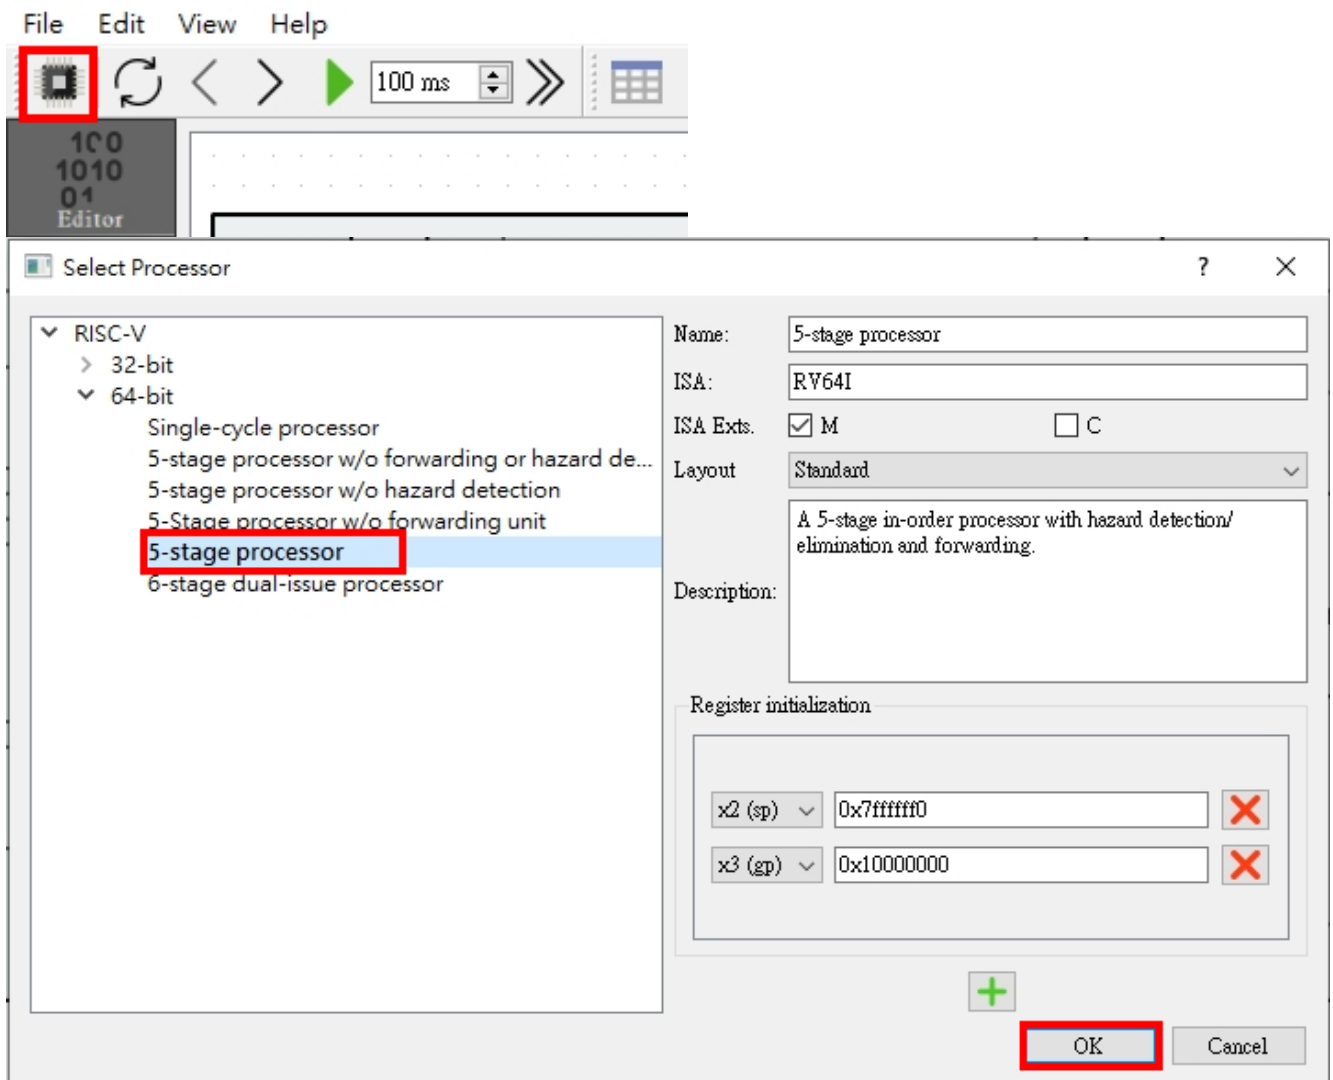 File Edit View Help
100 ms
100
1010
01
Editor
Select Processor
?
RISC-V
32-bit
64-bit
Single-cycle processor
5-stage processor w/o forwarding or hazard de...
5-stage processor w/o hazard detection
5-Stage processor w/o forwarding unit
5-stage processor
6-stage dual-issue processor
Name: 5-stage processor
ISA: RV64I
ISA Exts. M C
Layout Standard
Description: A 5-stage in-order processor with hazard detection/
elimination and forwarding.
Register initialization
x2 (sp) 0x7ffffff0
x3 (gp) 0x10000000
OK Cancel